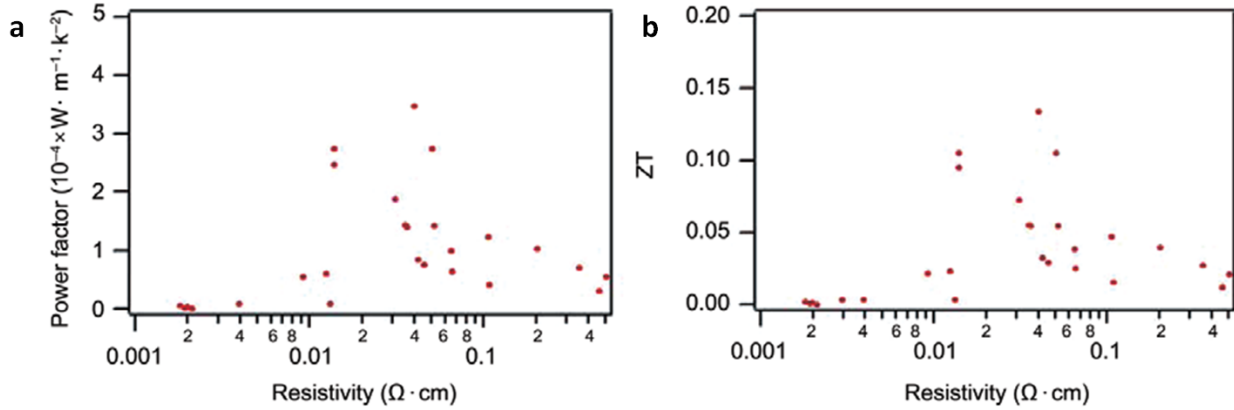 a
Power factor (10⁻⁴ × W · m⁻¹ · k⁻²)
5
4
3
2
1
0
2 4 6 8 2 4 6 8 2 4
0.001 0.01 0.1
Resistivity (Ω · cm)
b
ZT
0.20
0.15
0.10
0.05
0.00
2 4 6 8 2 4 6 8 2 4
0.001 0.01 0.1
Resistivity (Ω · cm)